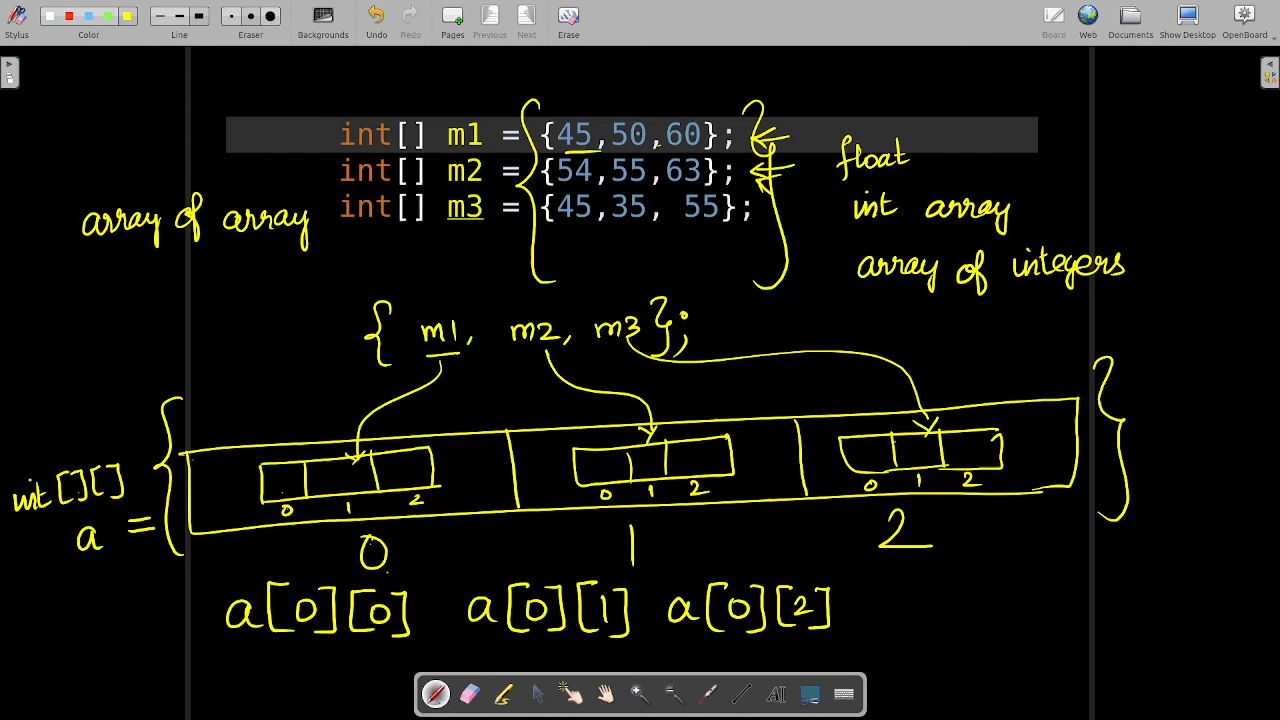 Stylus Color Line Eraser Backgrounds Undo Redo Pages Previous Next Erase Board Web Documents Show Desktop OpenBoard
int[] m1 = {45,50,60};
int[] m2 = {54,55,63};
int[] m3 = {45,35, 55};
float
int array
array of integers
array of array
{ m1, m2, m3 };
int[][]
a = {
0 1 2
0 1 2
0 1 2
}
0 1 2
a[0][0] a[0][1] a[0][2]
AI